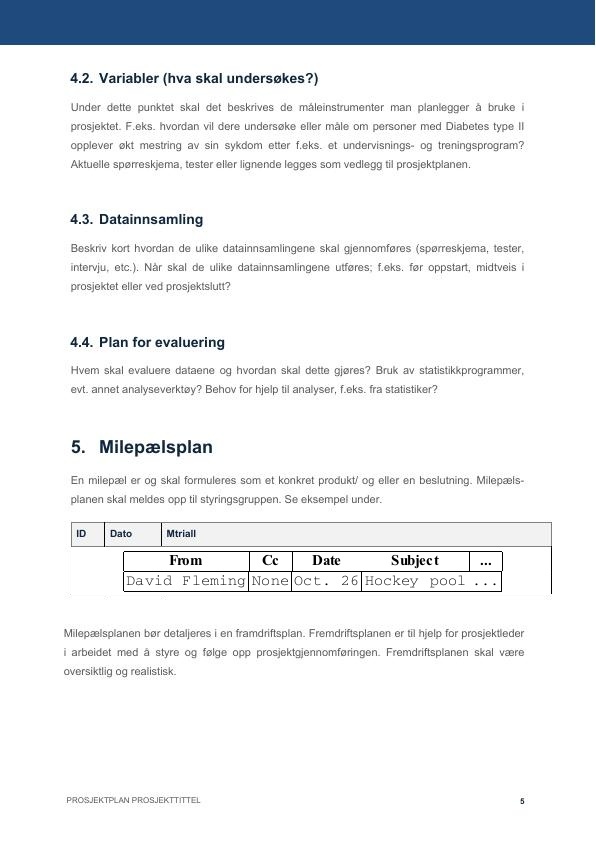 4.2. Variabler (hva skal undersøkes?)
Under dette punktet skal det beskrives de måleinstrumenter man planlegger å bruke i
prosjektet. F.eks. hvordan vil dere undersøke eller måle om personer med Diabetes type II
opplever økt mestring av sin sykdom etter f.eks. et undervisnings- og treningsprogram?
Aktuelle spørreskjema, tester eller lignende legges som vedlegg til prosjektplanen.
4.3. Datainnsamling
Beskriv kort hvordan de ulike datainnsamlingene skal gjennomføres (spørreskjema, tester,
intervju, etc.). Når skal de ulike datainnsamlingene utføres; f.eks. før oppstart, midtveis i
prosjektet eller ved prosjektslutt?
4.4. Plan for evaluering
Hvem skal evaluere dataene og hvordan skal dette gjøres? Bruk av statistikkprogrammer,
evt. annet analyseverktøy? Behov for hjelp til analyser, f.eks. fra statistiker?
5. Milepælsplan
En milepæl er og skal formuleres som et konkret produkt/ og eller en beslutning. Milepæls-
planen skal meldes opp til styringsgruppen. Se eksempel under.
ID Dato Mtriall
From Cc Date Subject ...
David Fleming None Oct. 26 Hockey pool ...
Milepælsplanen bør detaljeres i en framdriftsplan. Fremdriftsplanen er til hjelp for prosjektleder
i arbeidet med å styre og følge opp prosjektgjennomføringen. Fremdriftsplanen skal være
oversiktlig og realistisk.
PROSJEKTPLAN PROSJEKTTITTEL 5